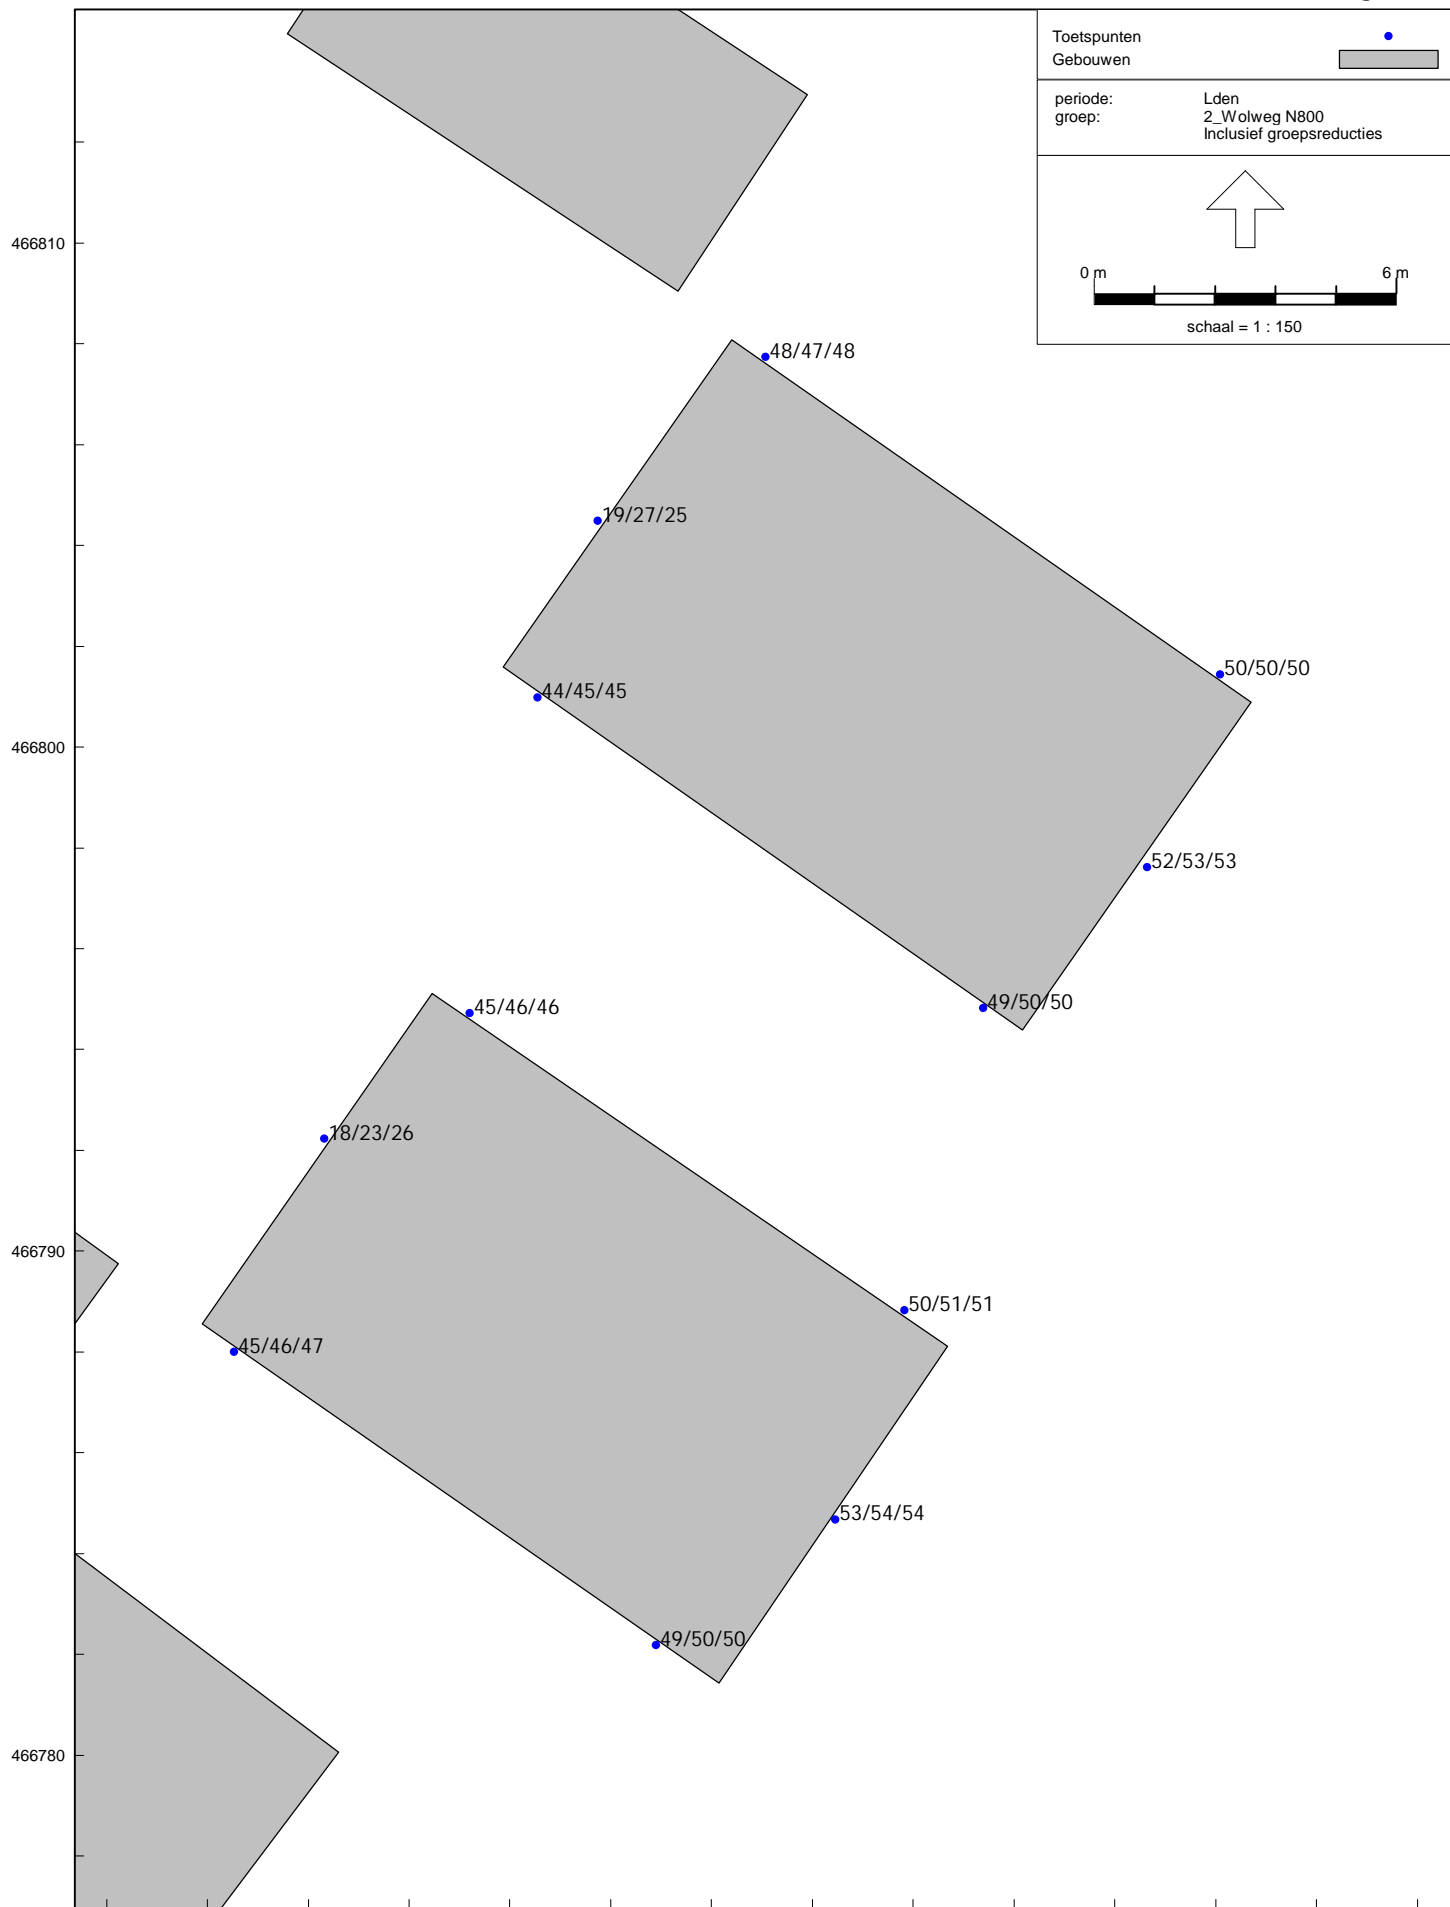 Toetspunten
Gebouwen
periode: Lden
groep: 2_Wolweg N800
Inclusief groepsreducties
0 m 6 m
schaal = 1 : 150
466810
48/47/48
19/27/25
50/50/50
44/45/45
466800
52/53/53
49/50/50
45/46/46
18/23/26
466790
50/51/51
45/46/47
53/54/54
49/50/50
466780